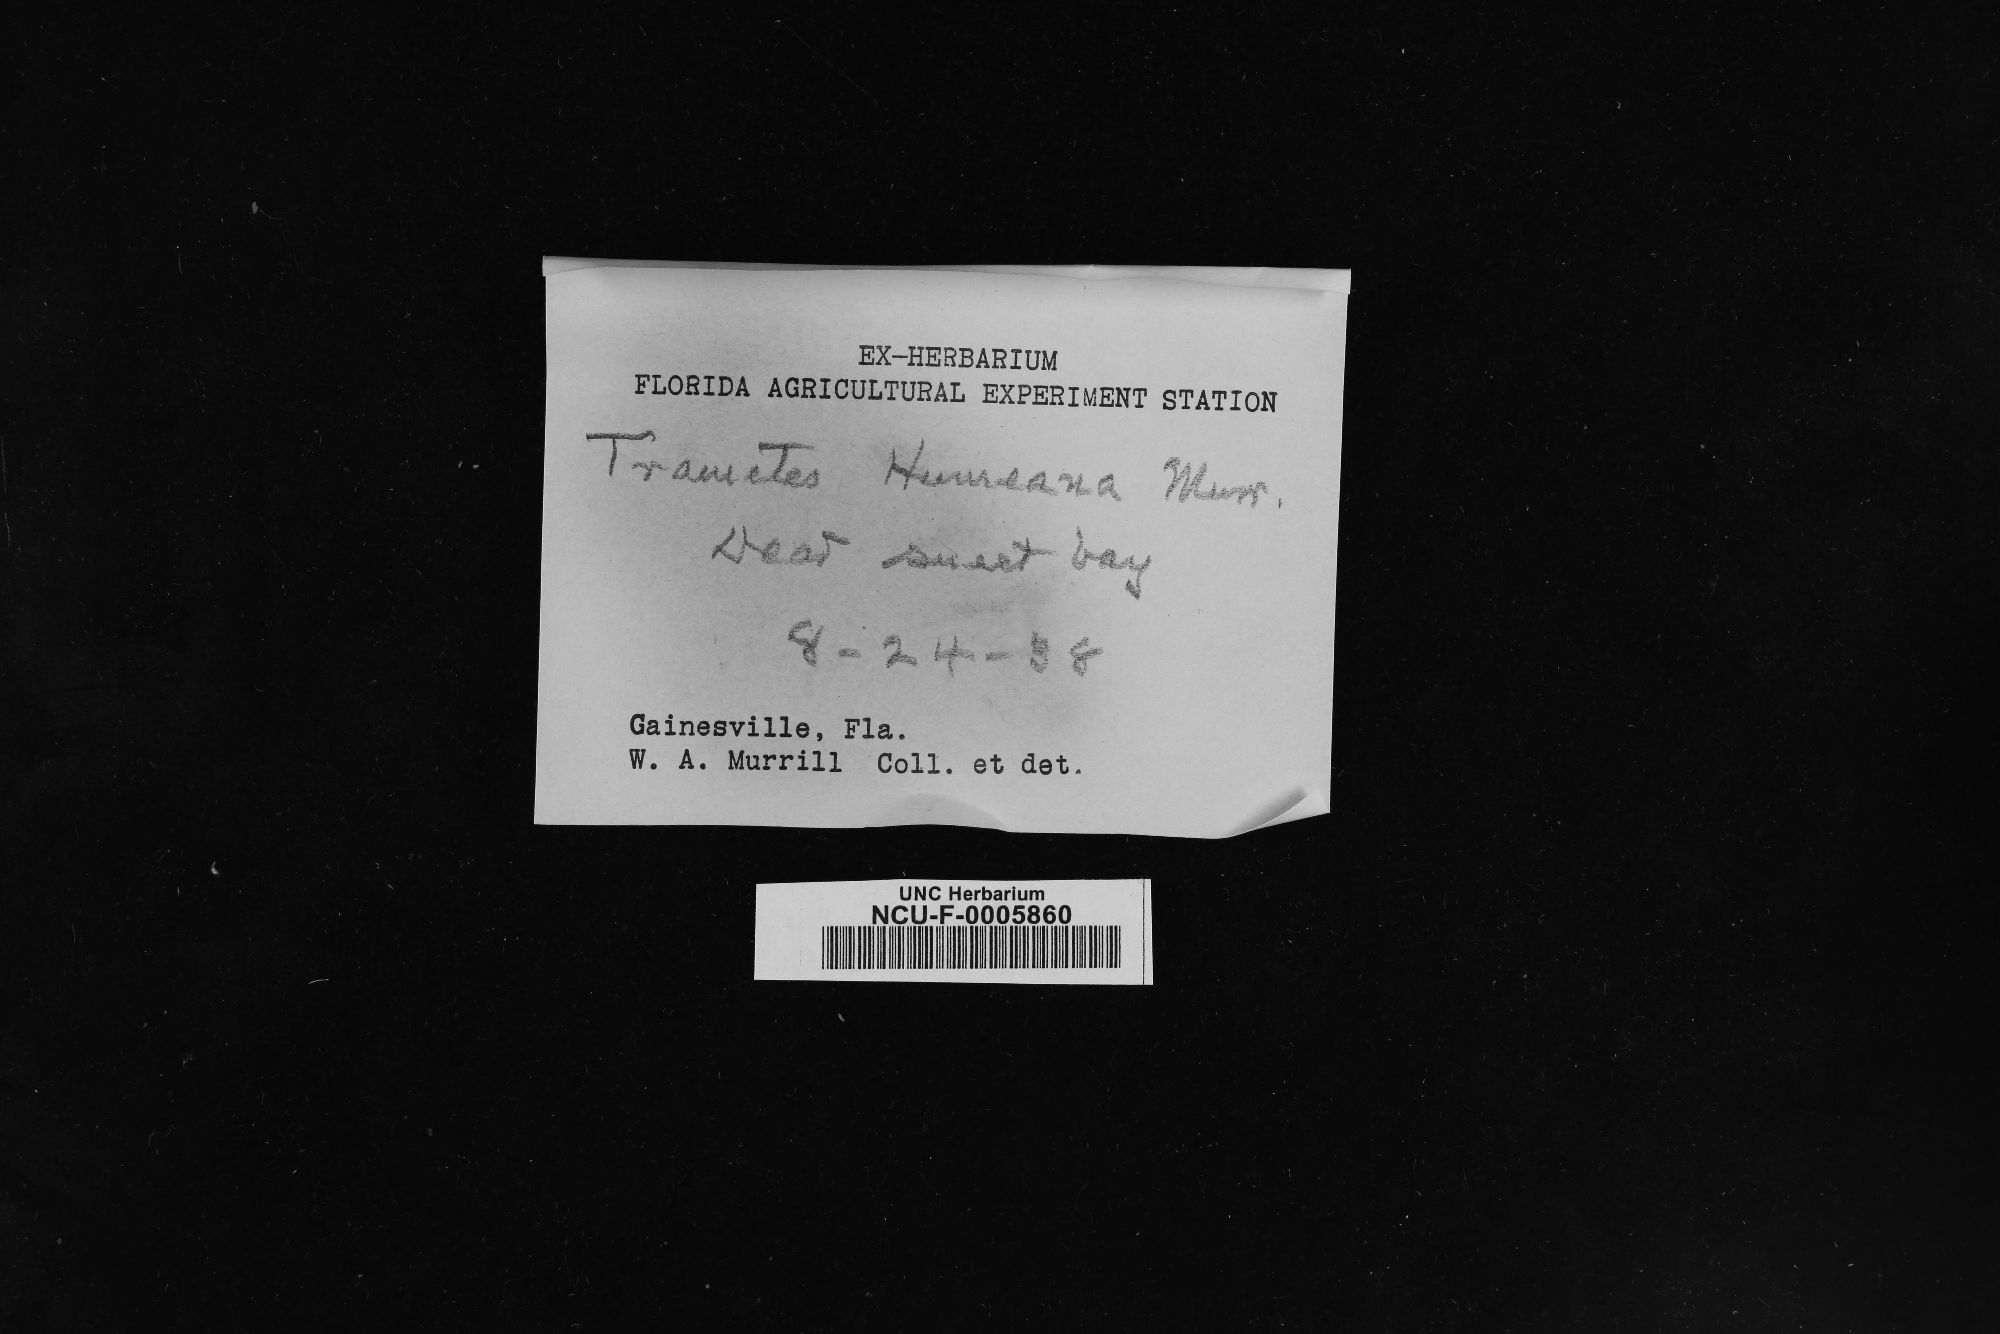 EX-HERBARIUM
FLORIDA AGRICULTURAL EXPERIMENT STATION
Trametes Humeana Murr.
Dead sweet bay
8-24-38
Gainesville, Fla.
W. A. Murrill Coll. et det.
UNC Herbarium
NCU-F-0005860